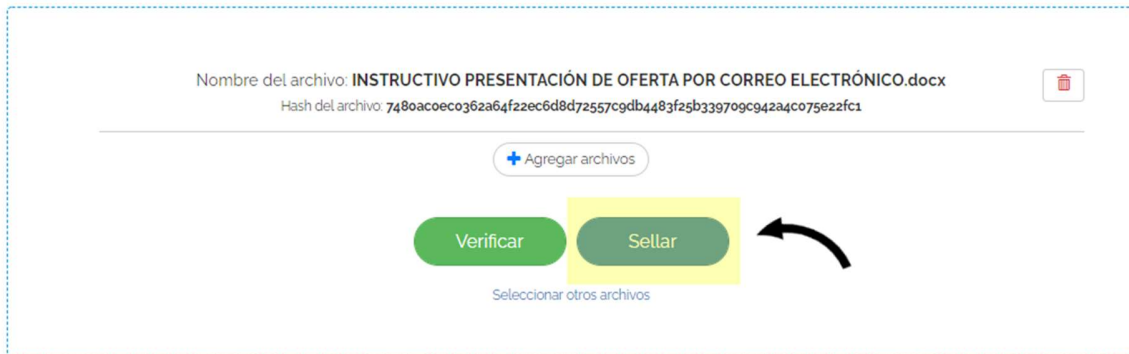 Nombre del archivo: INSTRUCTIVO PRESENTACIÓN DE OFERTA POR CORREO ELECTRÓNICO.docx
Hash del archivo: 7480ac0ec0362a64f22ec6d8d72557c9db4483f25b339709c942a4c075e22fc1
Agregar archivos
Verificar Sellar
Seleccionar otros archivos